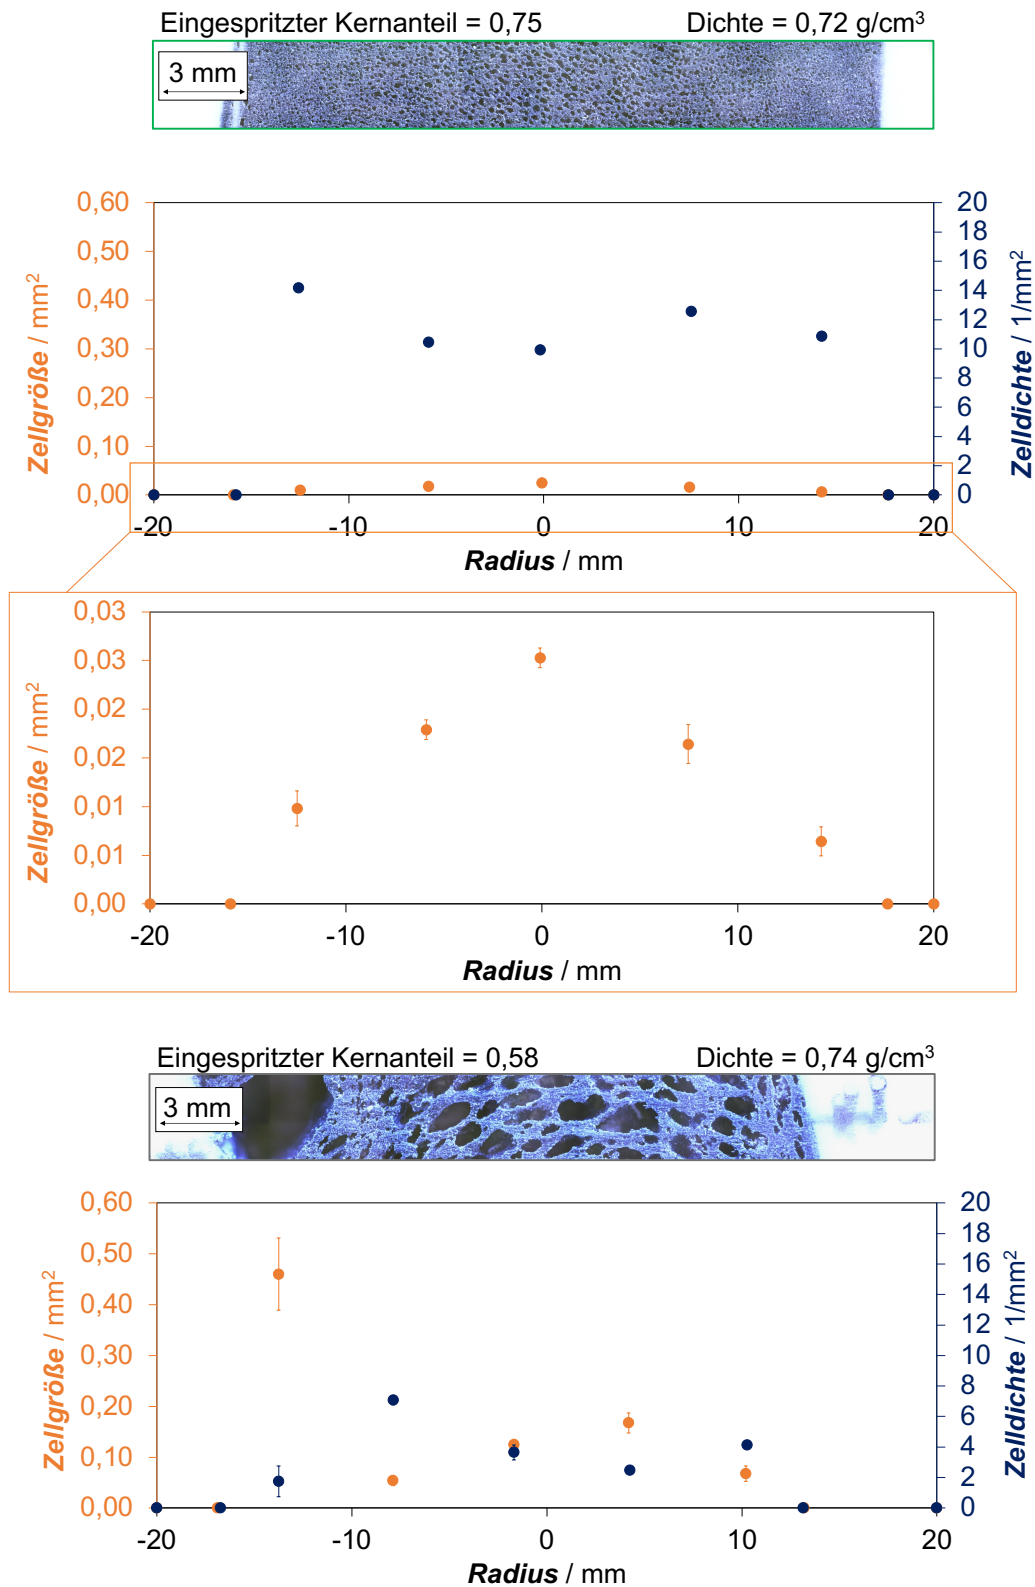 Eingespritzter Kernanteil = 0,75 Dichte = 0,72 g/cm³
3 mm
0,60
0,50
0,40
0,30
0,20
0,10
0,00
Zellgröße / mm²
20
18
16
14
12
10
8
6
4
2
0
Zelldichte / 1/mm²
-20 -10 0 10 20
Radius / mm
0,03
0,03
0,02
0,02
0,01
0,01
0,00
Zellgröße / mm²
-20 -10 0 10 20
Radius / mm
Eingespritzter Kernanteil = 0,58 Dichte = 0,74 g/cm³
3 mm
0,60
0,50
0,40
0,30
0,20
0,10
0,00
Zellgröße / mm²
20
18
16
14
12
10
8
6
4
2
0
Zelldichte / 1/mm²
-20 -10 0 10 20
Radius / mm